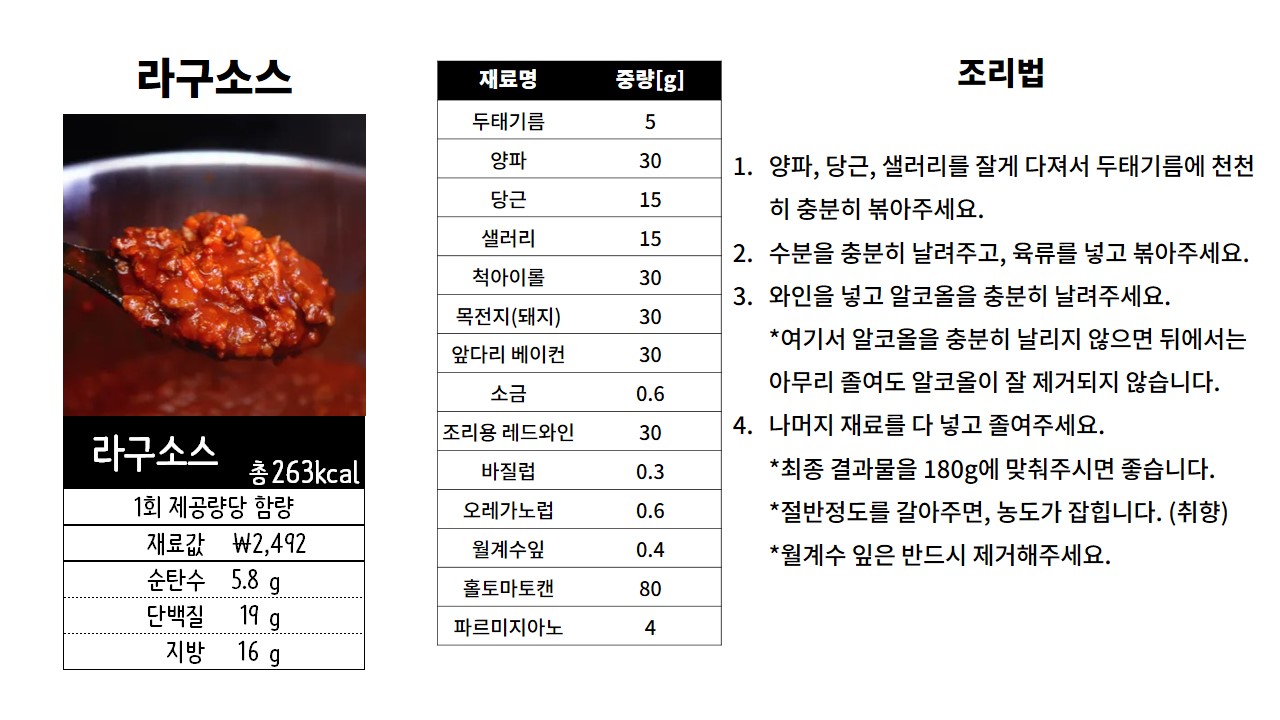 라구소스
라구소스 총263kcal
1회 제공량당 함량
재료값 ₩2,492
순탄수 5.8 g
단백질 19 g
지방 16 g
재료명 중량[g]
두태기름 5
양파 30
당근 15
샐러리 15
척아이롤 30
목전지(돼지) 30
앞다리 베이컨 30
소금 0.6
조리용 레드와인 30
바질럽 0.3
오레가노럽 0.6
월계수잎 0.4
홀토마토캔 80
파르미지아노 4
조리법
1. 양파, 당근, 샐러리를 잘게 다져서 두태기름에 천천
히 충분히 볶아주세요.
2. 수분을 충분히 날려주고, 육류를 넣고 볶아주세요.
3. 와인을 넣고 알코올을 충분히 날려주세요.
*여기서 알코올을 충분히 날리지 않으면 뒤에서는
아무리 졸여도 알코올이 잘 제거되지 않습니다.
4. 나머지 재료를 다 넣고 졸여주세요.
*최종 결과물을 180g에 맞춰주시면 좋습니다.
*절반정도를 갈아주면, 농도가 잡힙니다. (취향)
*월계수 잎은 반드시 제거해주세요.